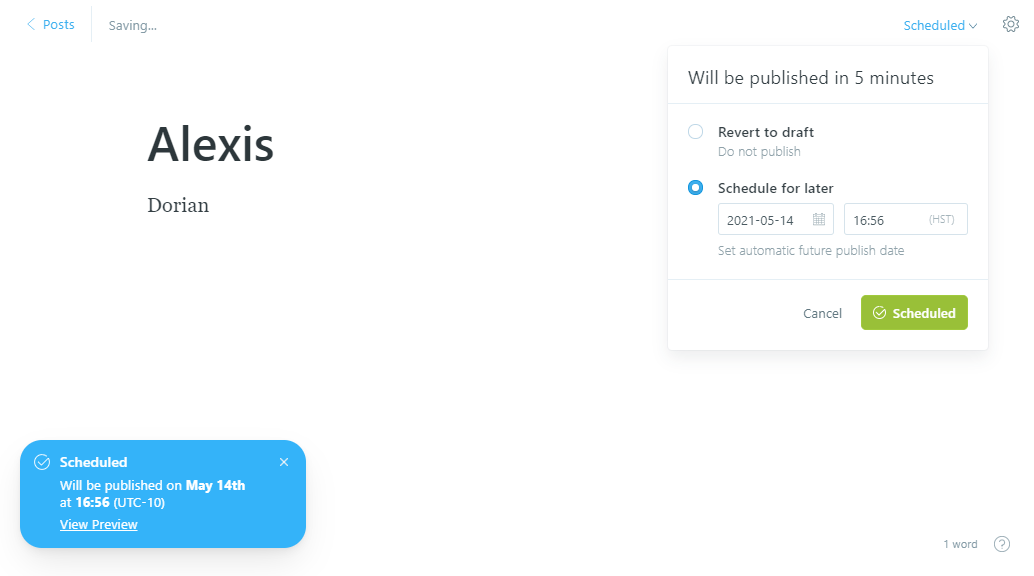 Posts
Saving...
Scheduled
Will be published in 5 minutes
Revert to draft
Do not publish
Schedule for later
2021-05-14
16:56 (HST)
Set automatic future publish date
Cancel
Scheduled
Alexis
Dorian
Scheduled
Will be published on May 14th
at 16:56 (UTC-10)
View Preview
1 word
?